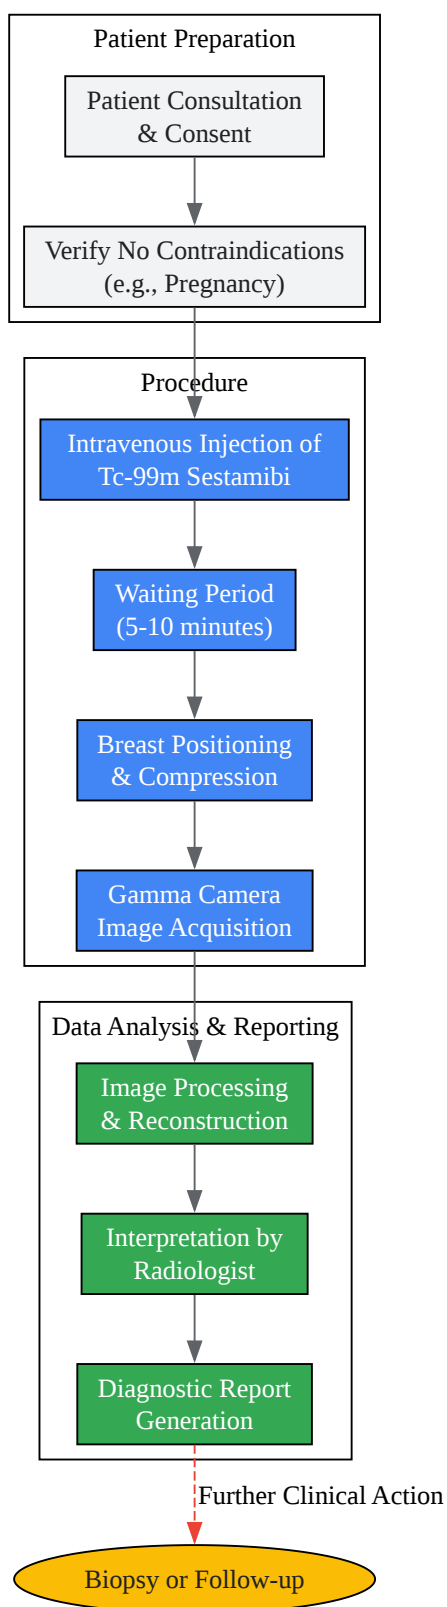 Patient Preparation
Patient Consultation
& Consent
Verify No Contraindications
(e.g., Pregnancy)
Procedure
Intravenous Injection of
Tc-99m Sestamibi
Waiting Period
(5-10 minutes)
Breast Positioning
& Compression
Gamma Camera
Image Acquisition
Data Analysis & Reporting
Image Processing
& Reconstruction
Interpretation by
Radiologist
Diagnostic Report
Generation
Further Clinical Action
Biopsy or Follow-up